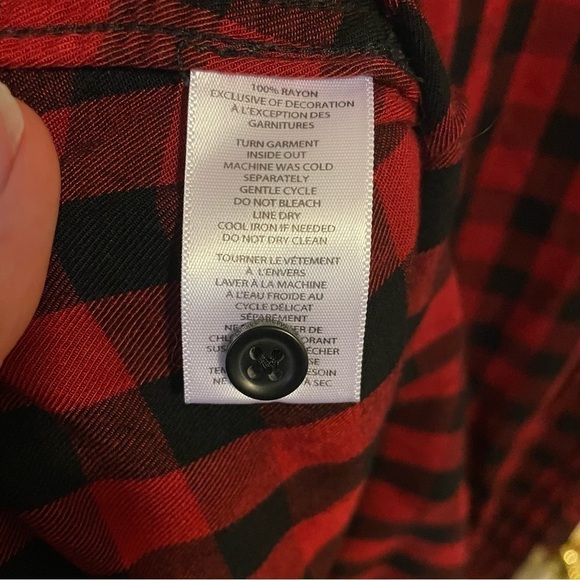 100% RAYON
EXCLUSIVE OF DECORATION
À L'EXCEPTION DES
GARNITURES
TURN GARMENT
INSIDE OUT
MACHINE WAS COLD
SEPARATELY
GENTLE CYCLE
DO NOT BLEACH
LINE DRY
COOL IRON IF NEEDED
DO NOT DRY CLEAN
TOURNER LE VÊTEMENT
À L'ENVERS
LAVER À LA MACHINE
À L'EAU FROIDE AU
CYCLE DÉLICAT
SÉPARÉMENT
DE
À SEC